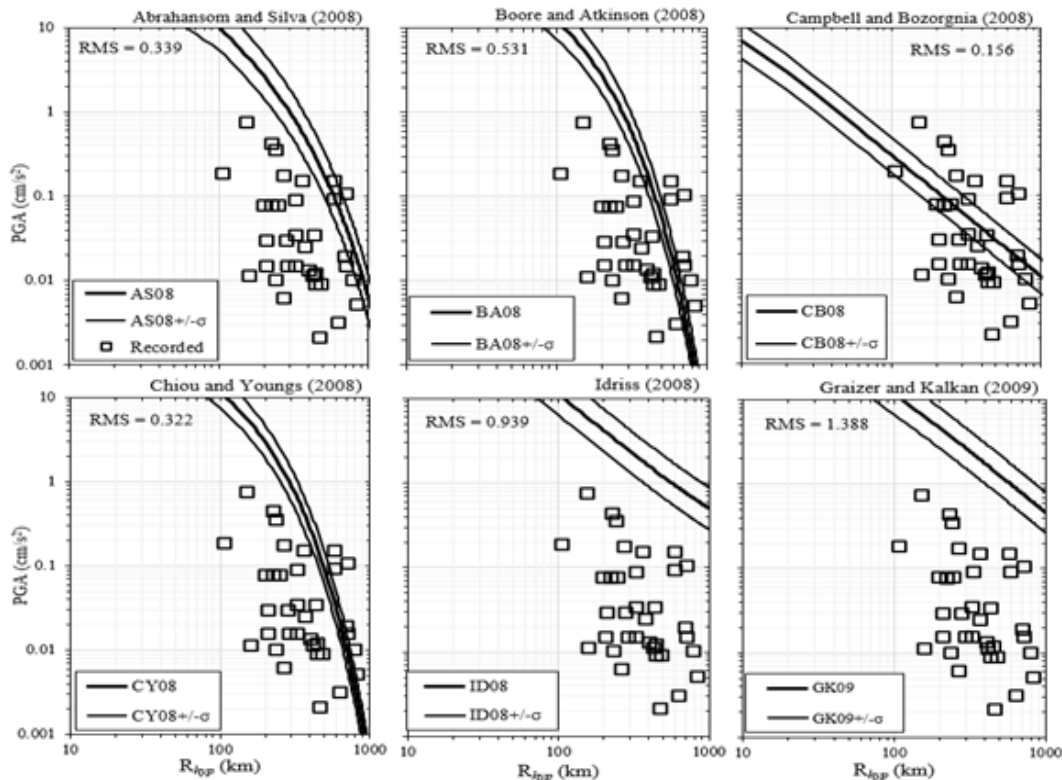 Abrahansom and Silva (2008)
Boore and Atkinson (2008)
Campbell and Bozorgnia (2008)
10
1
0.1
0.01
0.001
PGA (cm/s²)
RMS = 0.339
AS08
AS08+/-σ
Recorded
RMS = 0.531
BA08
BA08+/-σ
RMS = 0.156
CB08
CB08+/-σ
Chiou and Youngs (2008)
Idriss (2008)
Graizer and Kalkan (2009)
10
1
0.1
0.01
0.001
PGA (cm/s²)
RMS = 0.322
CY08
CY08+/-σ
RMS = 0.939
ID08
ID08+/-σ
RMS = 1.388
GK09
GK09+/-σ
10 100 1000
10 100 1000
10 100 1000
Rhyp (km)
Rhyp (km)
Rhyp (km)